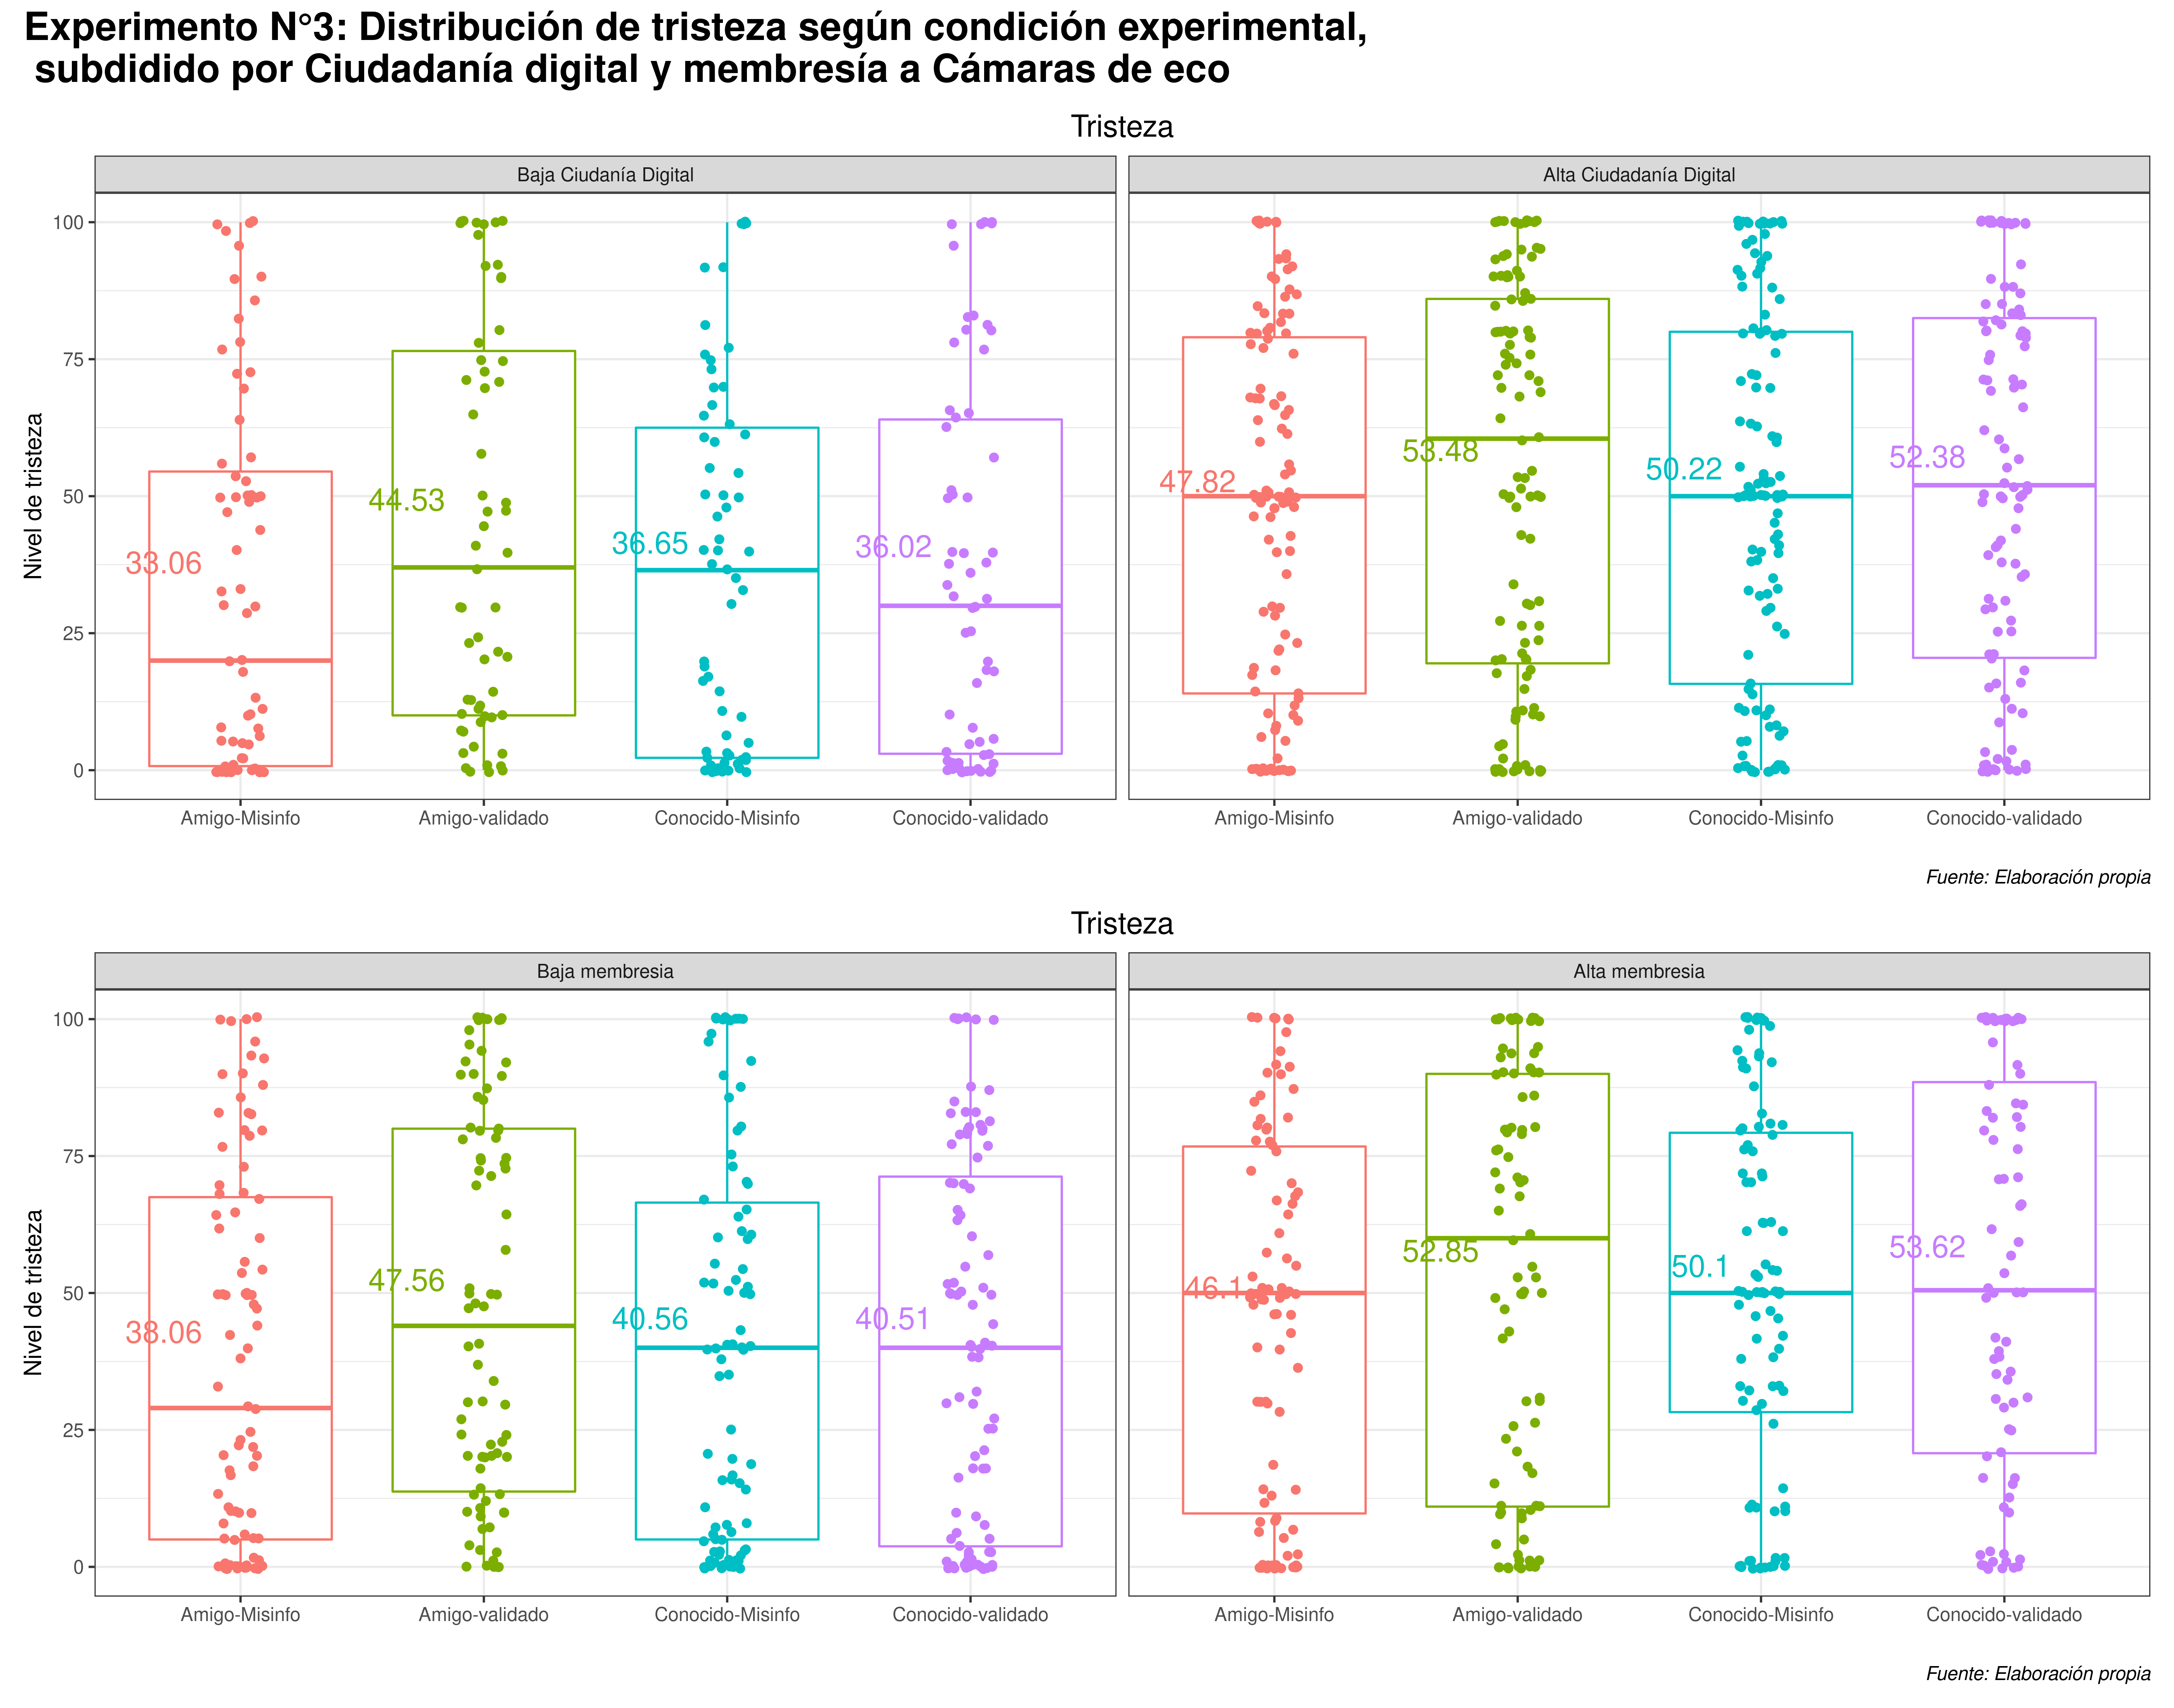 Experimento N°3: Distribución de tristeza según condición experimental,
subdidido por Ciudadanía digital y membresía a Cámaras de eco
Tristeza
Baja Ciudanía Digital
Alta Ciudadanía Digital
Nivel de tristeza
100
75
50
25
0
33.06
44.53
36.65
36.02
47.82
53.48
50.22
52.38
Amigo-Misinfo
Amigo-validado
Conocido-Misinfo
Conocido-validado
Amigo-Misinfo
Amigo-validado
Conocido-Misinfo
Conocido-validado
Fuente: Elaboración propia
Tristeza
Baja membresia
Alta membresia
Nivel de tristeza
100
75
50
25
0
38.06
47.56
40.56
40.51
46.1
52.85
50.1
53.62
Amigo-Misinfo
Amigo-validado
Conocido-Misinfo
Conocido-validado
Amigo-Misinfo
Amigo-validado
Conocido-Misinfo
Conocido-validado
Fuente: Elaboración propia